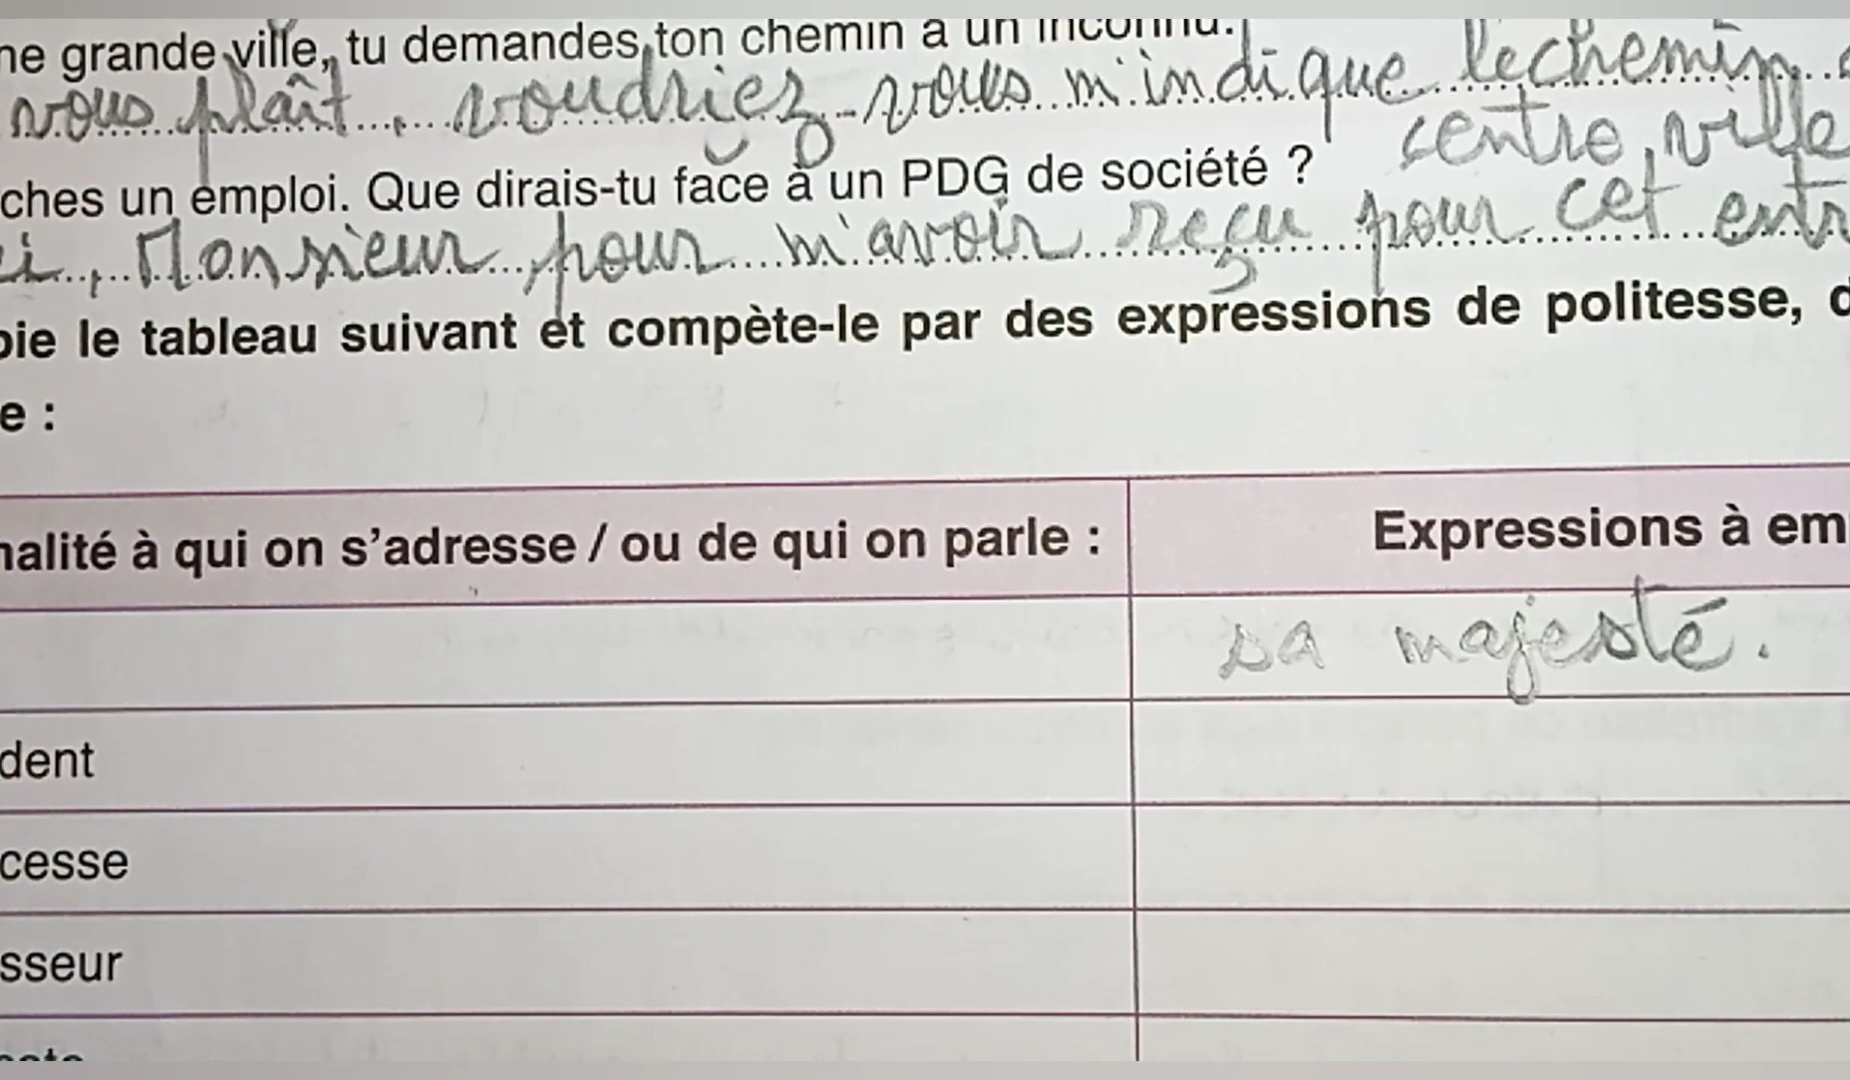 ne grande ville, tu demandes ton chemin à un inconnu.
vous plaît, voudriez-vous m'indique le chemin
centre, ville
ches un emploi. Que dirais-tu face à un PDG de société ?
i, Monsieur pour m'avoir reçu pour cet entr
pie le tableau suivant et compète-le par des expressions de politesse, d
e :
nalité à qui on s'adresse / ou de qui on parle : Expressions à em
sa majesté.
dent
cesse
sseur